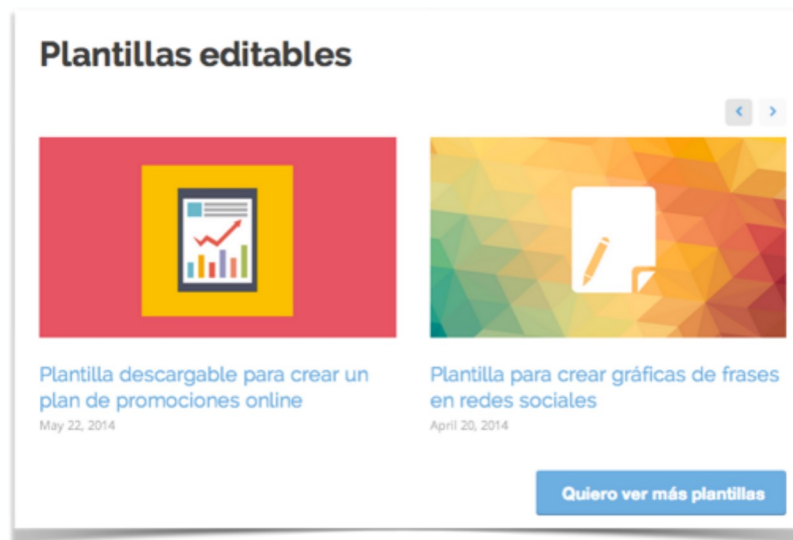 Plantillas editables
Plantilla descargable para crear un
plan de promociones online
May 22, 2014
Plantilla para crear gráficas de frases
en redes sociales
April 20, 2014
Quiero ver más plantillas